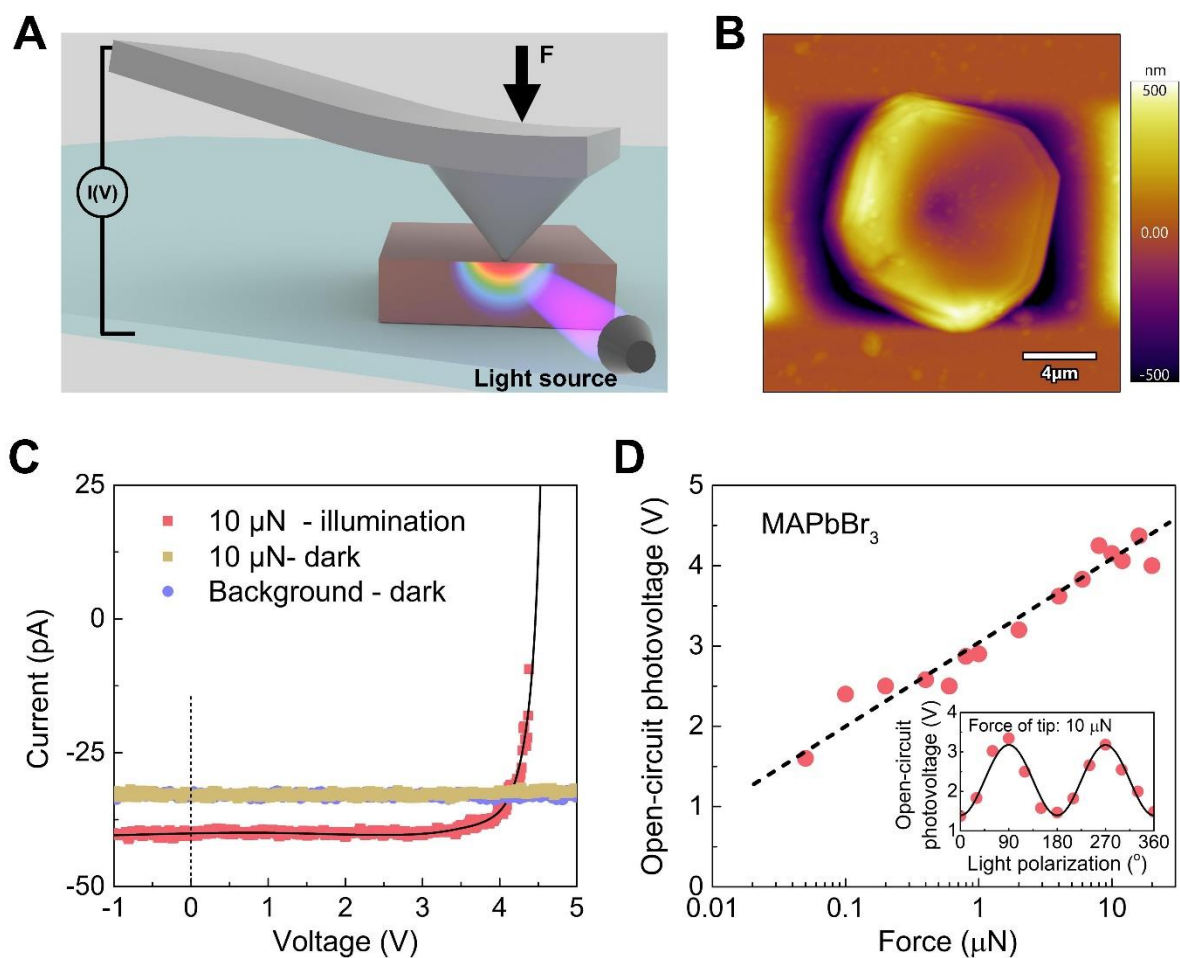 A
F
I(V)
Light source
B
nm
500
0.00
-500
4μm
C
25
0
-25
-50
Current (pA)
10 μN - illumination
10 μN- dark
Background - dark
-1 0 1 2 3 4 5
Voltage (V)
D
5
4
3
2
1
0
Open-circuit photovoltage (V)
MAPbBr₃
0.01 0.1 1 10
Force (μN)
Force of tip: 10 μN
4
3
2
1
Open-circuit
photovoltage (V)
0 90 180 270 360
Light polarization (°)